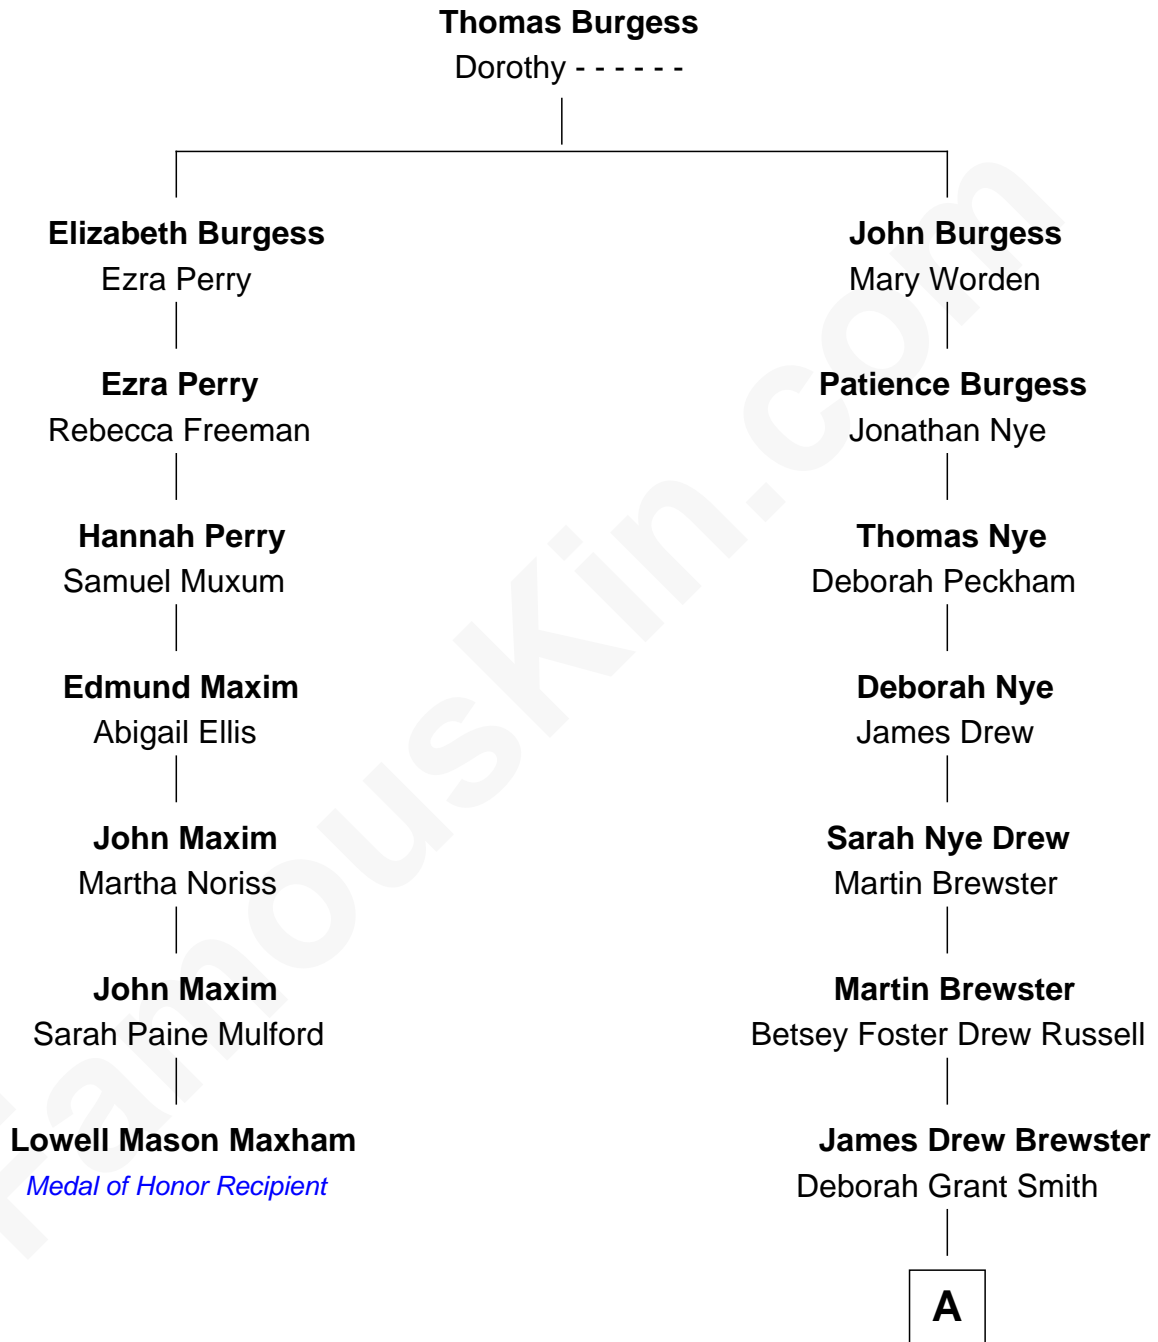 Thomas Burgess
Dorothy - - - - - -
Elizabeth Burgess
Ezra Perry
John Burgess
Mary Worden
Ezra Perry
Rebecca Freeman
Patience Burgess
Jonathan Nye
Hannah Perry
Samuel Muxum
Thomas Nye
Deborah Peckham
Edmund Maxim
Abigail Ellis
Deborah Nye
James Drew
John Maxim
Martha Noriss
Sarah Nye Drew
Martin Brewster
John Maxim
Sarah Paine Mulford
Martin Brewster
Betsey Foster Drew Russell
Lowell Mason Maxham
Medal of Honor Recipient
James Drew Brewster
Deborah Grant Smith
A
FamousKin.com